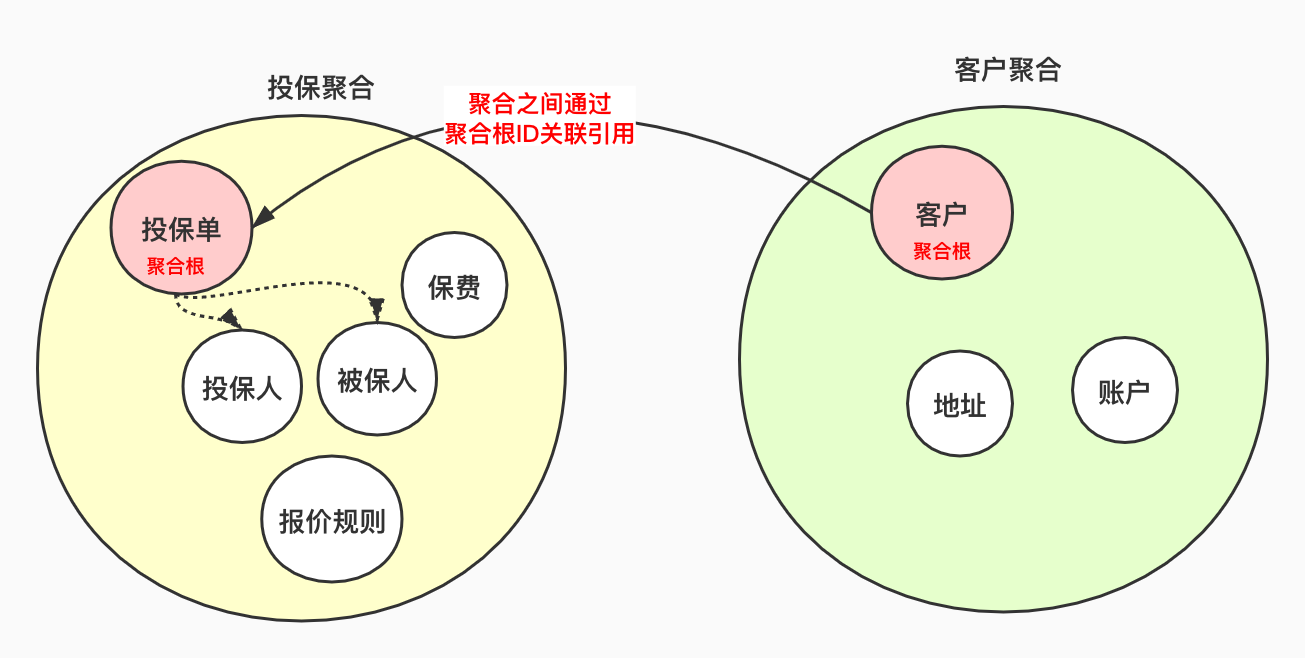 投保聚合
客户聚合
聚合之间通过
聚合根ID关联引用
投保单
聚合根
客户
聚合根
保费
投保人
被保人
地址
账户
报价规则